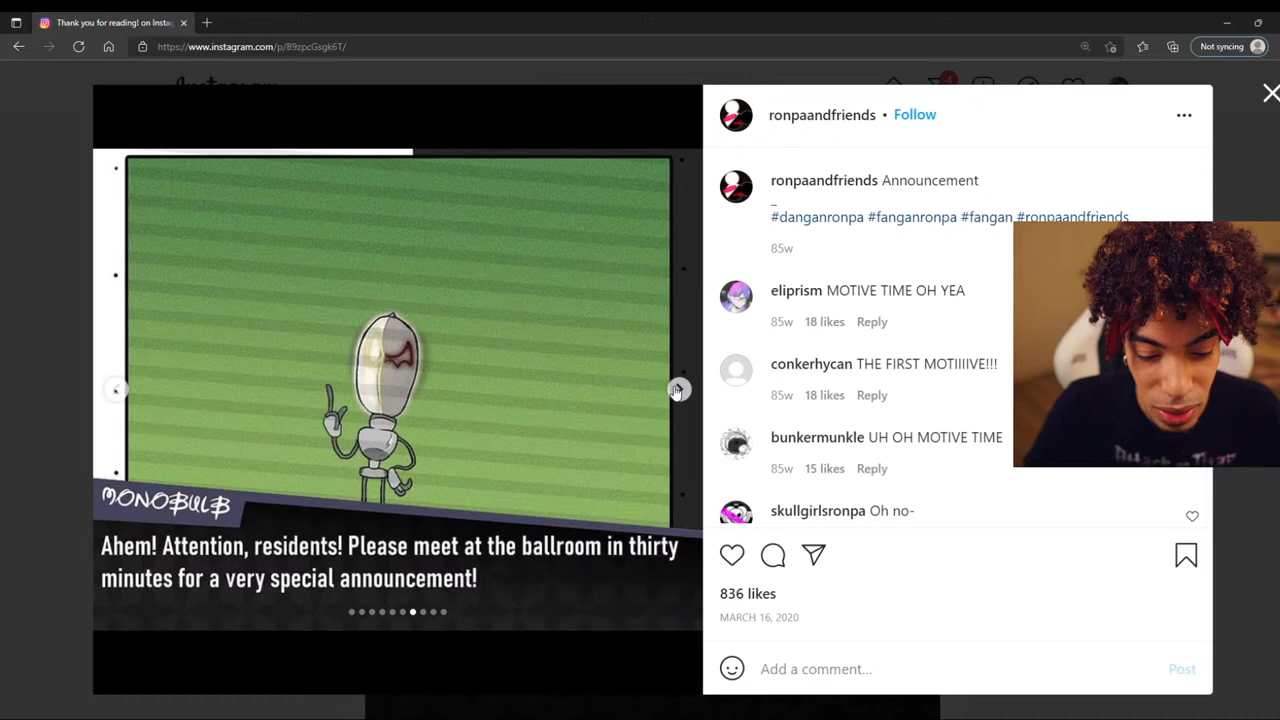 Thank you for reading! on Insta
https://www.instagram.com/p/B9zpcGsgk6T/
Not syncing
ronpaandfriends • Follow
ronpaandfriends Announcement
_
#danganronpa #fanganronpa #fangan #ronpaandfriends
85w
eliprism MOTIVE TIME OH YEA
85w 18 likes Reply
conkerhycan THE FIRST MOTIIIIVE!!!
85w 18 likes Reply
bunkermunkle UH OH MOTIVE TIME
85w 15 likes Reply
skullgirlsronpa Oh no-
MONOBULB
Ahem! Attention, residents! Please meet at the ballroom in thirty
minutes for a very special announcement!
836 likes
MARCH 16, 2020
Add a comment...
Post